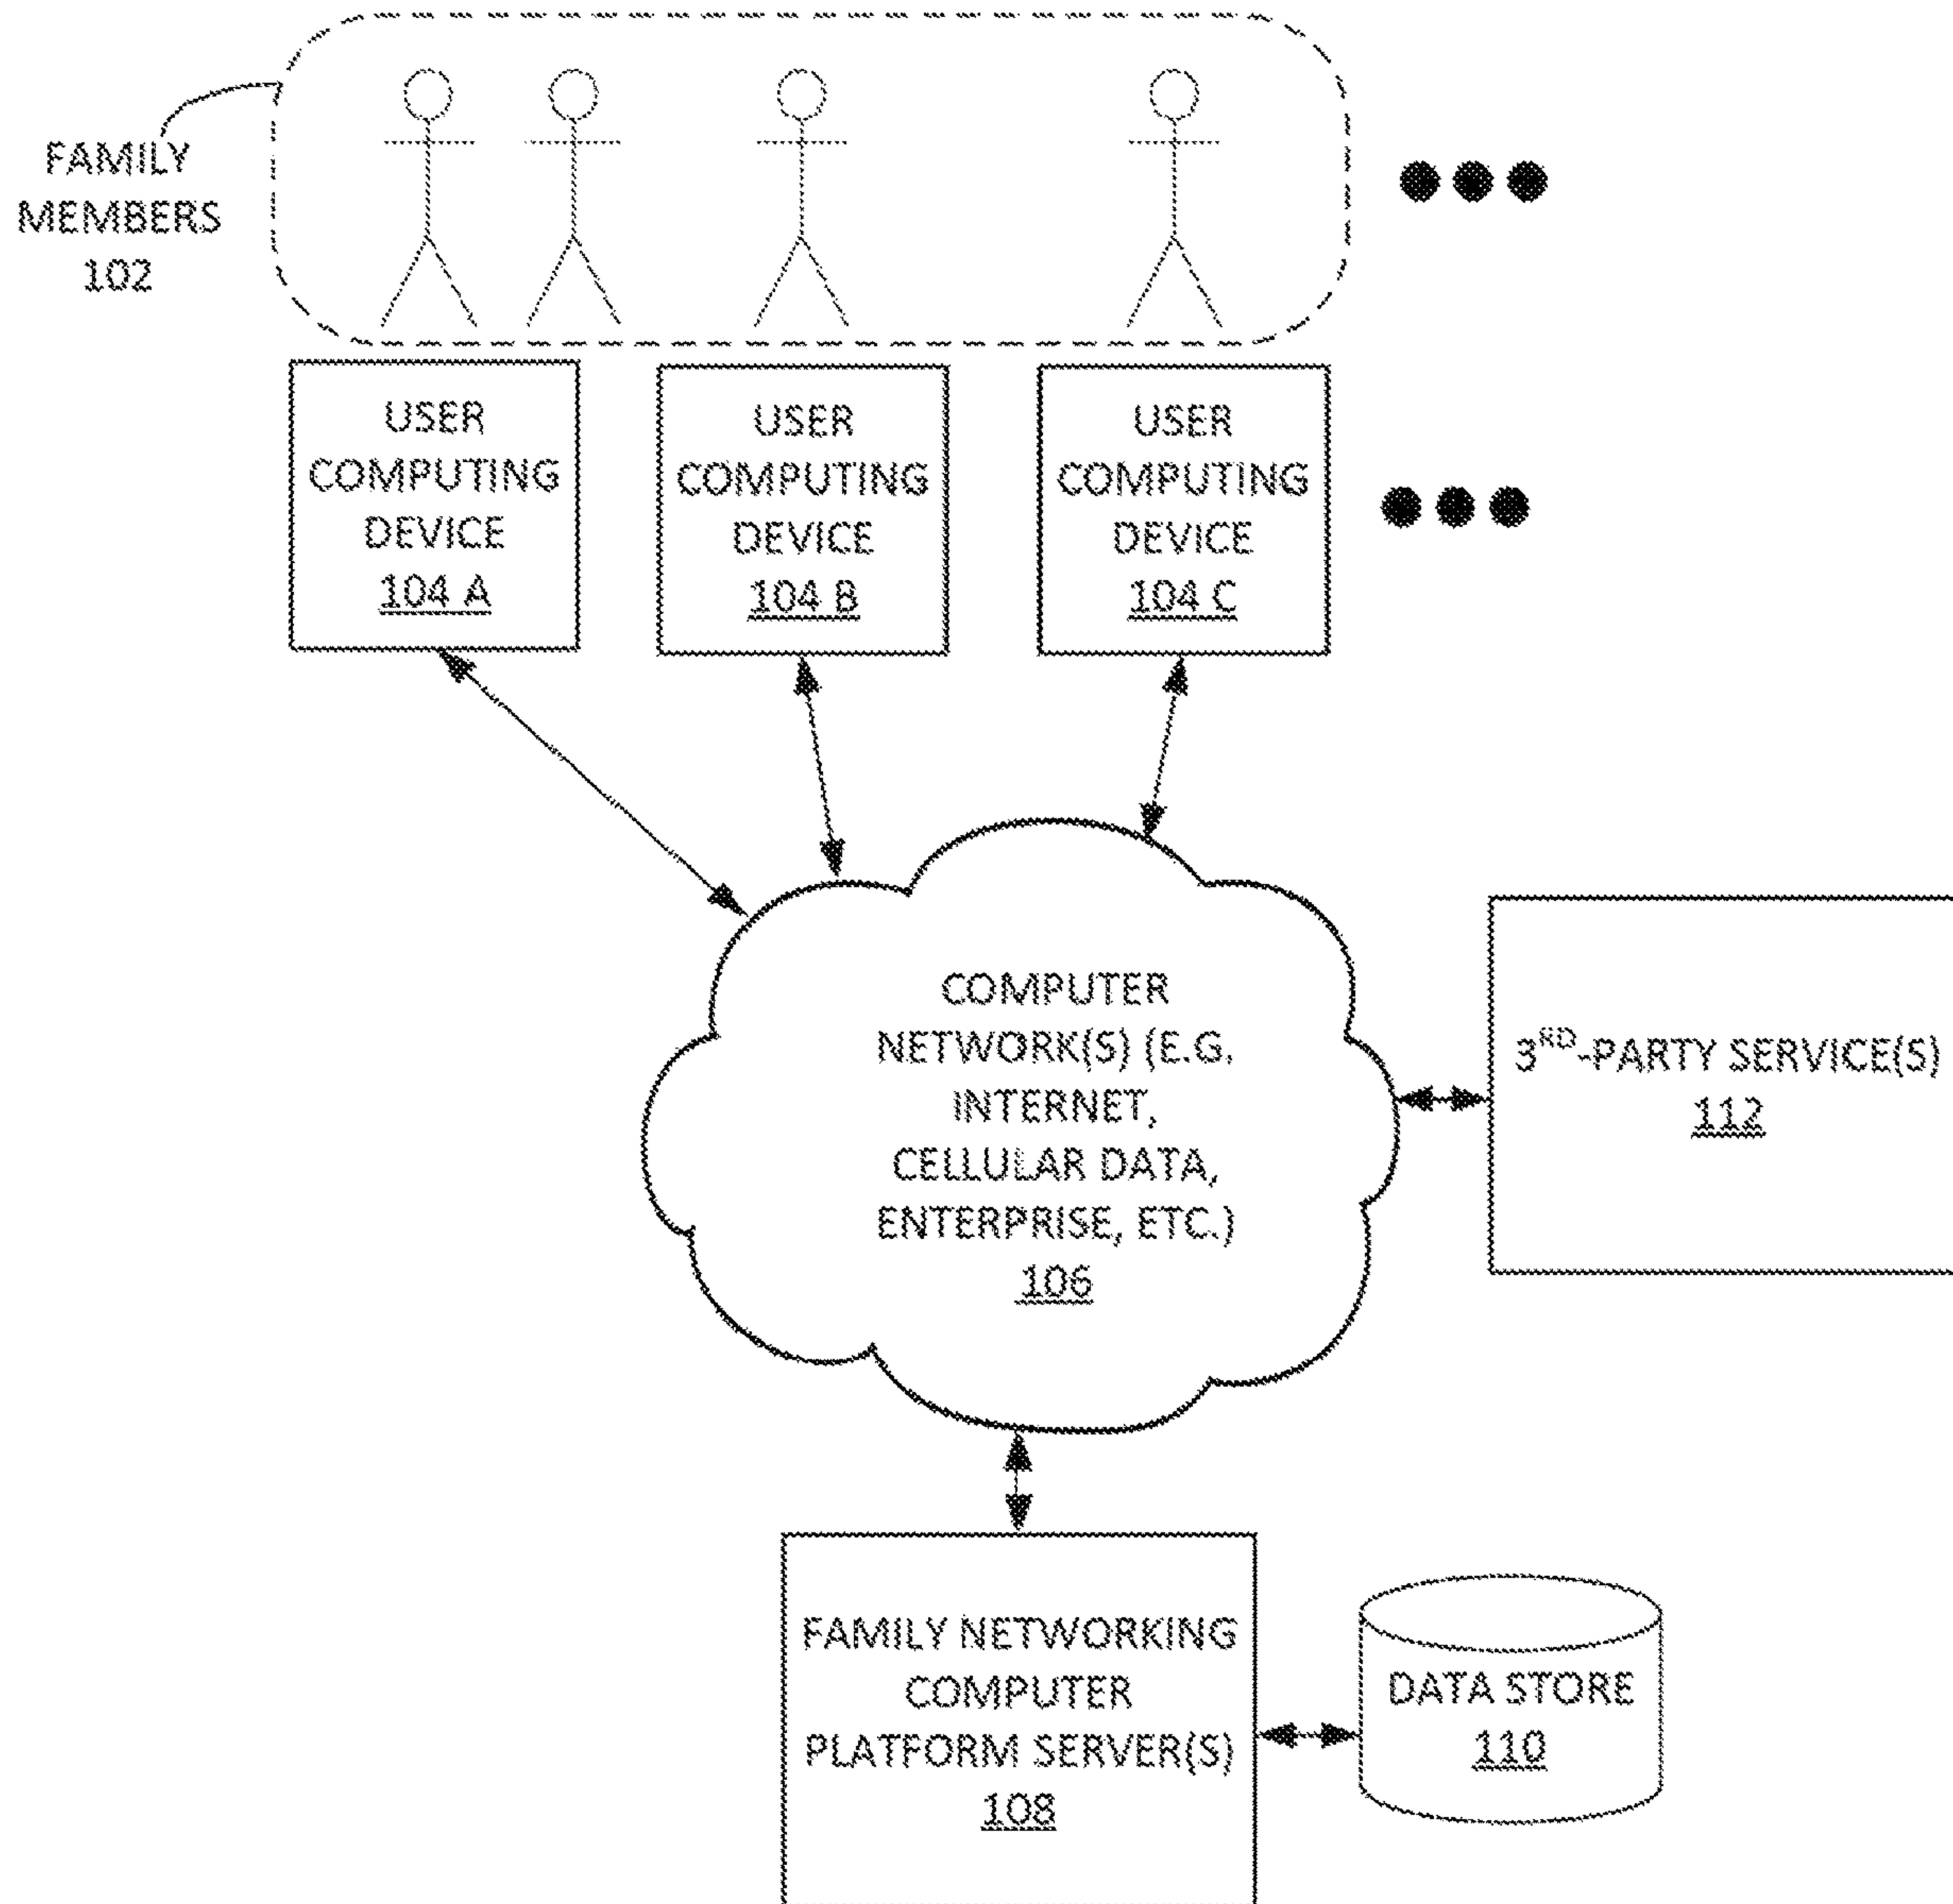 FAMILY
MEMBERS
102
USER
COMPUTING
DEVICE
104 A
USER
COMPUTING
DEVICE
104 B
USER
COMPUTING
DEVICE
104 C
COMPUTER
NETWORK(S) (E.G.
INTERNET,
CELLULAR DATA,
ENTERPRISE, ETC.)
106
3RD-PARTY SERVICE(S)
112
FAMILY NETWORKING
COMPUTER
PLATFORM SERVER(S)
108
DATA STORE
110